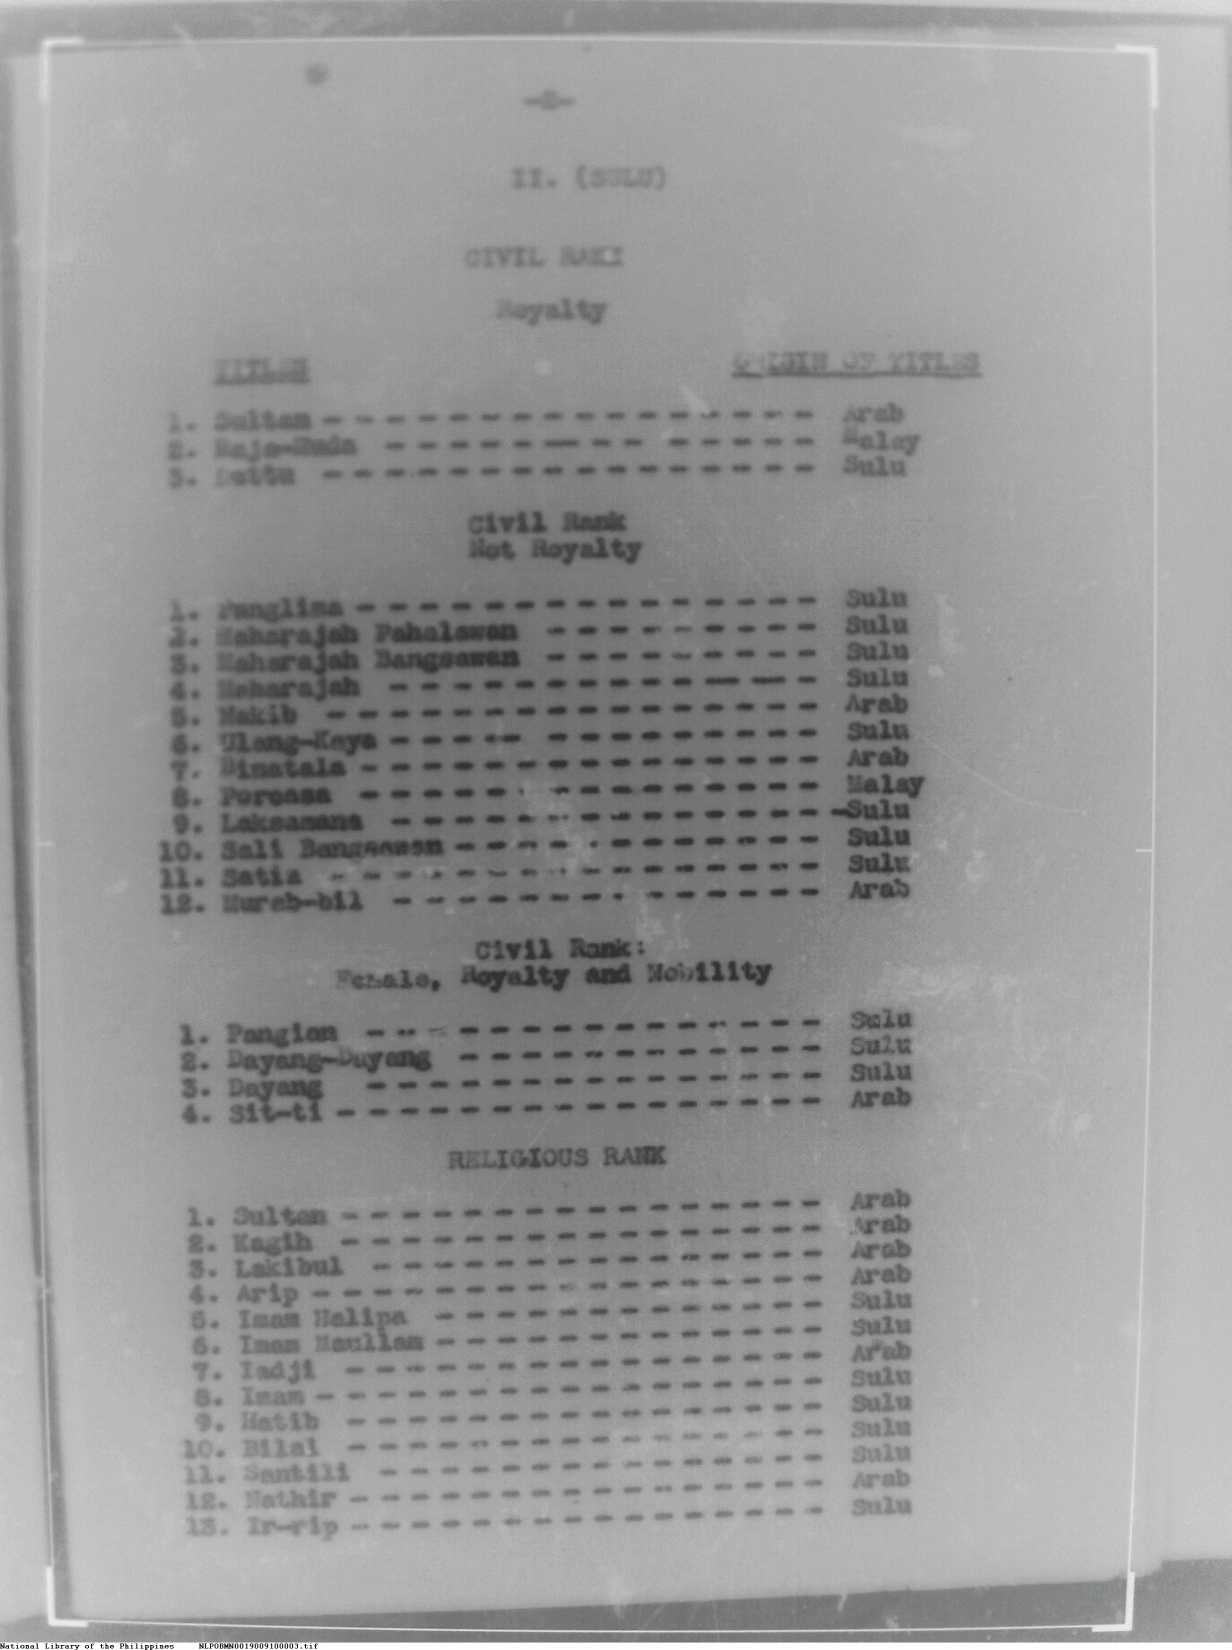 -2-
II. (SULU)
CIVIL RANK
Royalty
TITLES ORIGIN OF TITLES
1. Sultan - - - - - - - - - - - - - - - - Arab
2. Raja-Muda - - - - - - - - - - - - - Malay
3. Dattu - - - - - - - - - - - - - - - - Sulu
Civil Rank
Not Royalty
1. Panglima - - - - - - - - - - - - - - - Sulu
2. Maharajah Pahalawan - - - - - - - - - Sulu
3. Maharajah Bangsawan - - - - - - - - - Sulu
4. Maharajah - - - - - - - - - - - - - - Sulu
5. Nakib - - - - - - - - - - - - - - - - Arab
6. Ulang-Kaya - - - - - - - - - - - - - - Sulu
7. Binatala - - - - - - - - - - - - - - - Arab
8. Porcasa - - - - - - - - - - - - - - - Malay
9. Laksamana - - - - - - - - - - - - - - -Sulu
10. Sali Bangsawan - - - - - - - - - - - - Sulu
11. Satia - - - - - - - - - - - - - - - - Sulu
12. Murab-bil - - - - - - - - - - - - - - Arab
Civil Rank:
Female, Royalty and Nobility
1. Pangian - - - - - - - - - - - - - - - Sulu
2. Dayang-Dayang - - - - - - - - - - - - Sulu
3. Dayang - - - - - - - - - - - - - - - Sulu
4. Sit-ti - - - - - - - - - - - - - - - - Arab
RELIGIOUS RANK
1. Sultan - - - - - - - - - - - - - - - - Arab
2. Kagih - - - - - - - - - - - - - - - - Arab
3. Lakibul - - - - - - - - - - - - - - - Arab
4. Arip - - - - - - - - - - - - - - - - - Arab
5. Imam Halipa - - - - - - - - - - - - - Sulu
6. Imam Maullam - - - - - - - - - - - - - Sulu
7. Iadji - - - - - - - - - - - - - - - - Arab
8. Imam - - - - - - - - - - - - - - - - - Sulu
9. Hatib - - - - - - - - - - - - - - - - Sulu
10. Bilal - - - - - - - - - - - - - - - - Sulu
11. Santili - - - - - - - - - - - - - - - Sulu
12. Nathir - - - - - - - - - - - - - - - - Arab
13. Ir-rip - - - - - - - - - - - - - - - - Sulu
National Library of the Philippines NLPOBMN0019009100003.tif